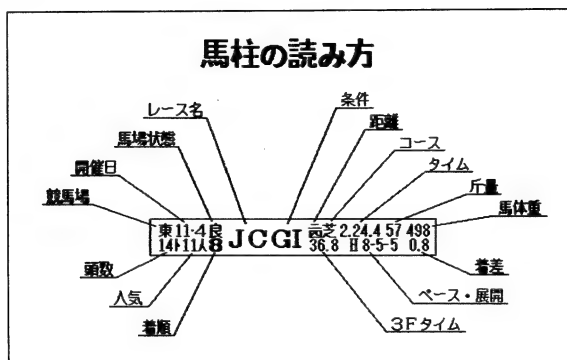 馬柱の読み方
レース名
条件
馬場状態
距離
開催日
コース
競馬場
タイム
斤量
馬体重
東 11・4 良 JCGI 芝 2.24.4 57 498
14ト11人8 36.8 H 8-5-5 0.8
頭数
着差
人気
ペース・展開
着順
3Fタイム